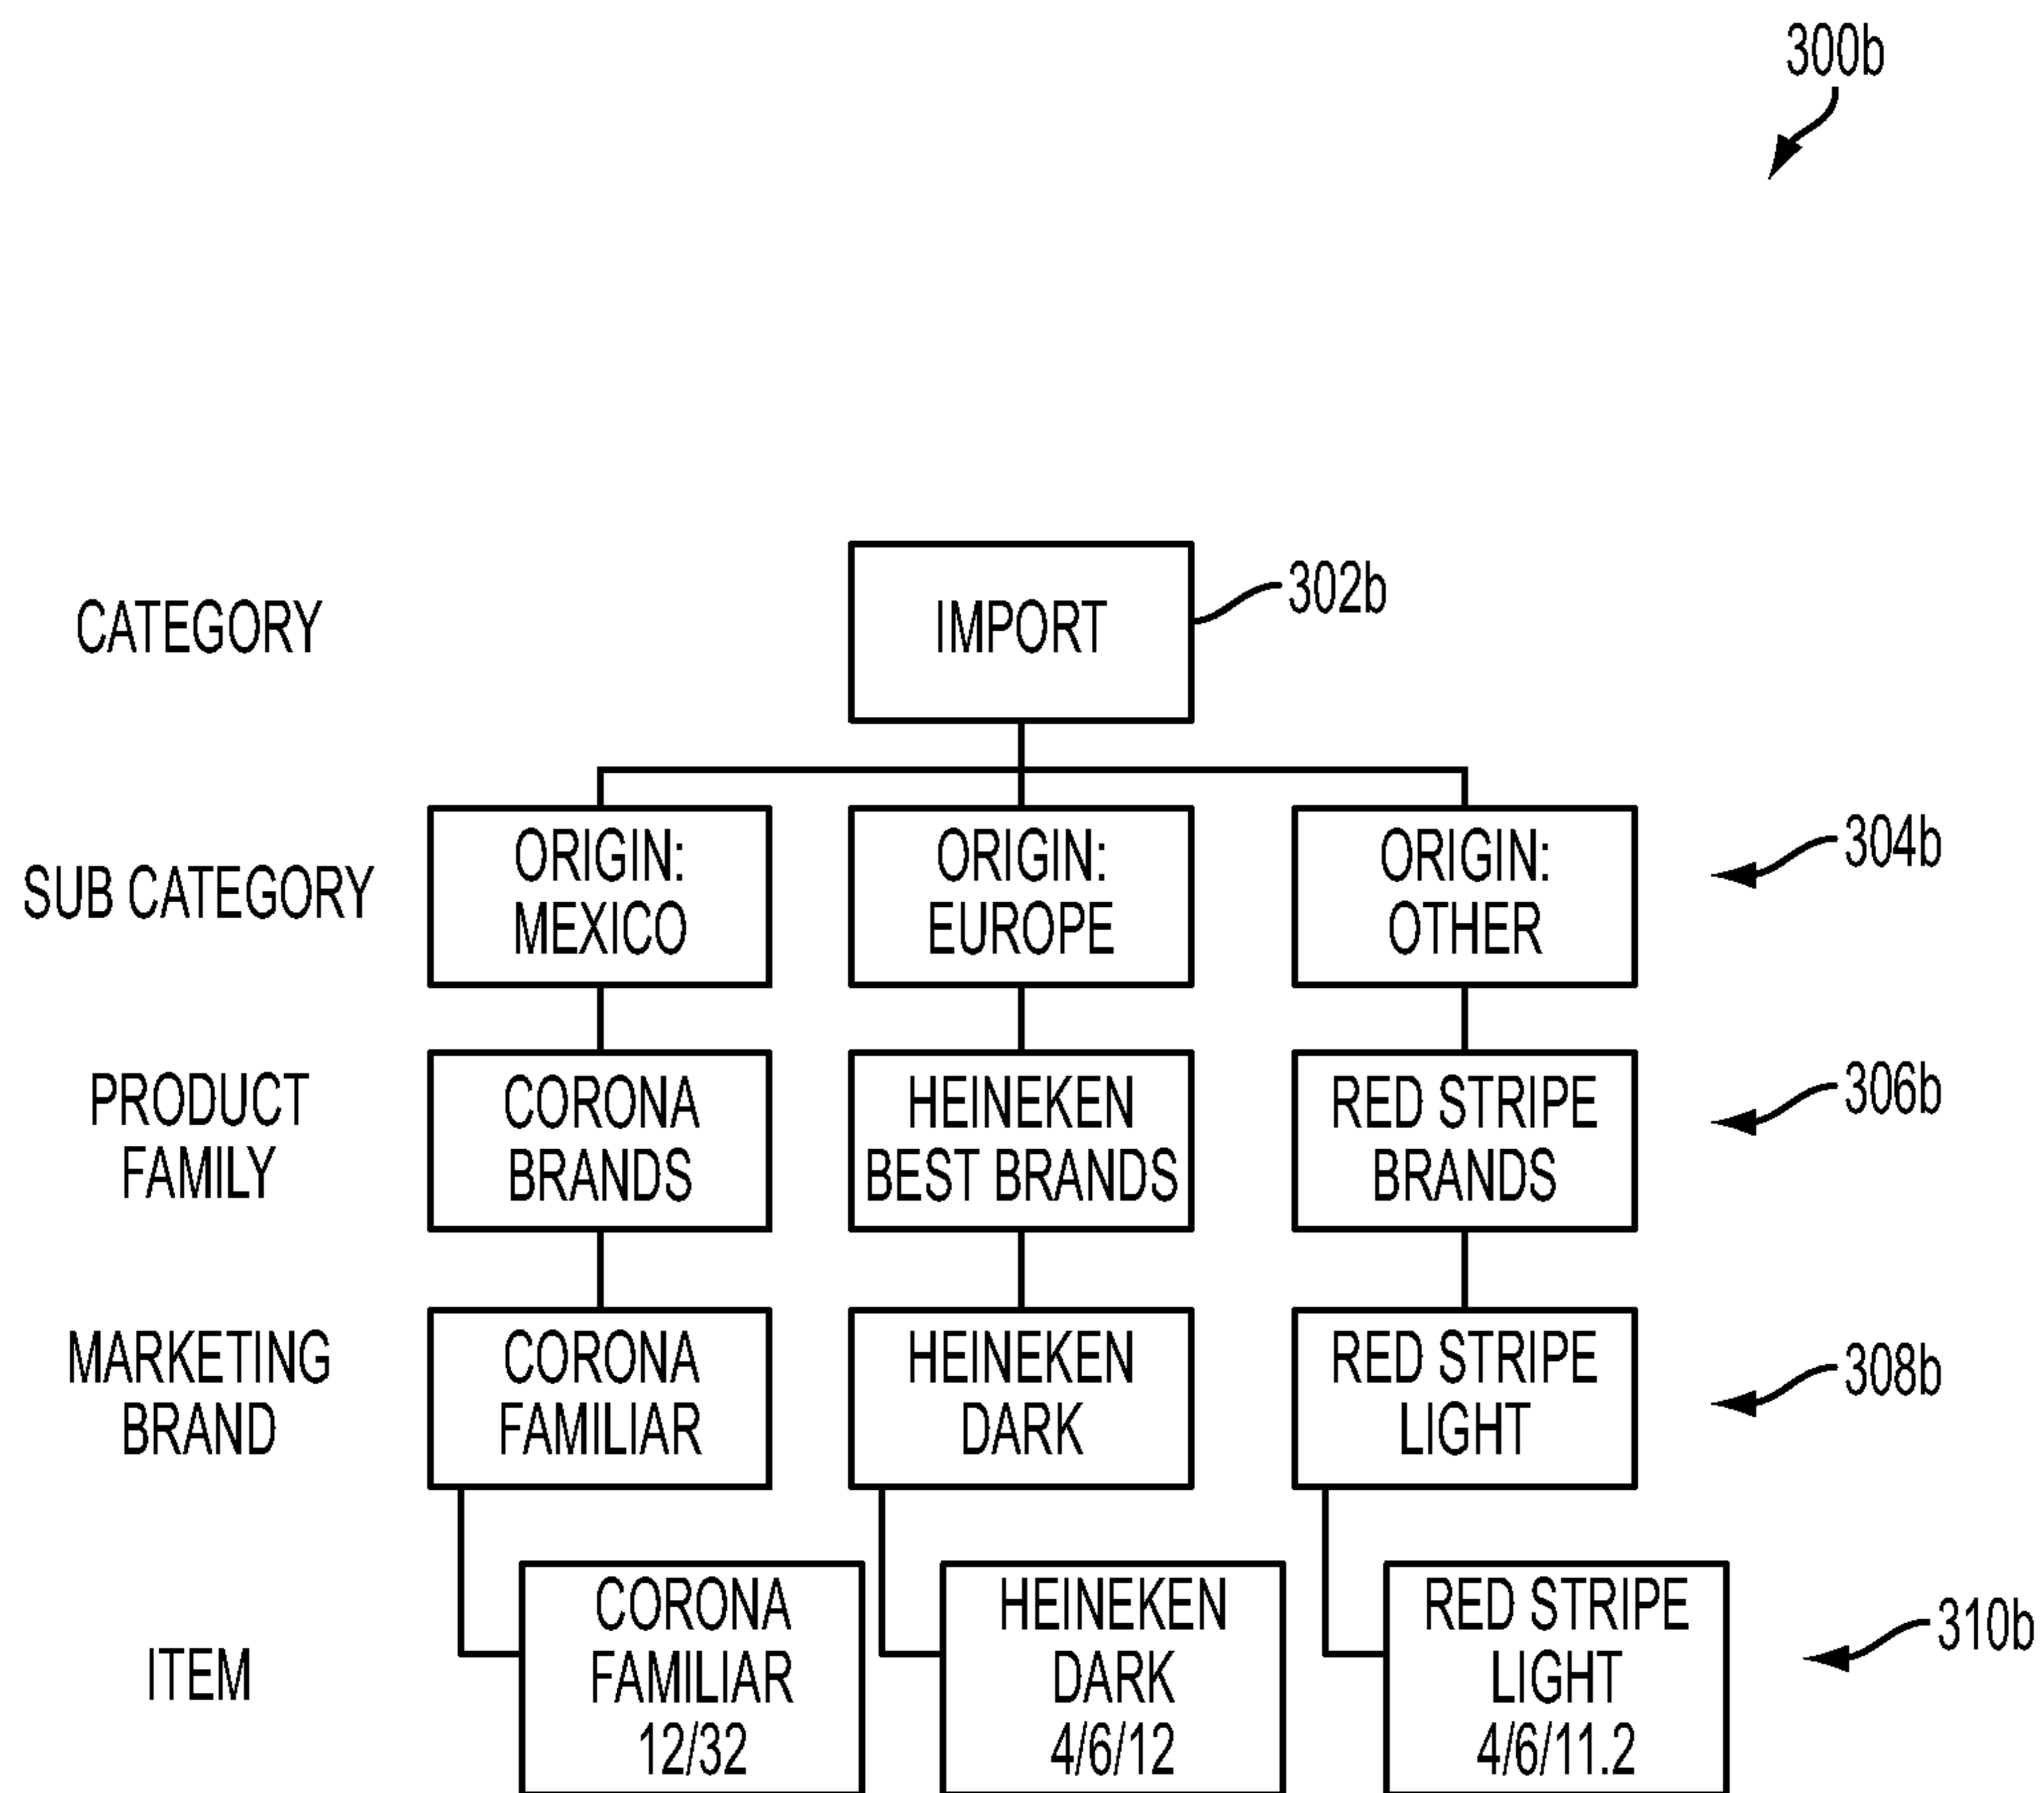 300b
CATEGORY
IMPORT
302b
SUB CATEGORY
ORIGIN:
MEXICO
ORIGIN:
EUROPE
ORIGIN:
OTHER
304b
PRODUCT
FAMILY
CORONA
BRANDS
HEINEKEN
BEST BRANDS
RED STRIPE
BRANDS
306b
MARKETING
BRAND
CORONA
FAMILIAR
HEINEKEN
DARK
RED STRIPE
LIGHT
308b
ITEM
CORONA
FAMILIAR
12/32
HEINEKEN
DARK
4/6/12
RED STRIPE
LIGHT
4/6/11.2
310b